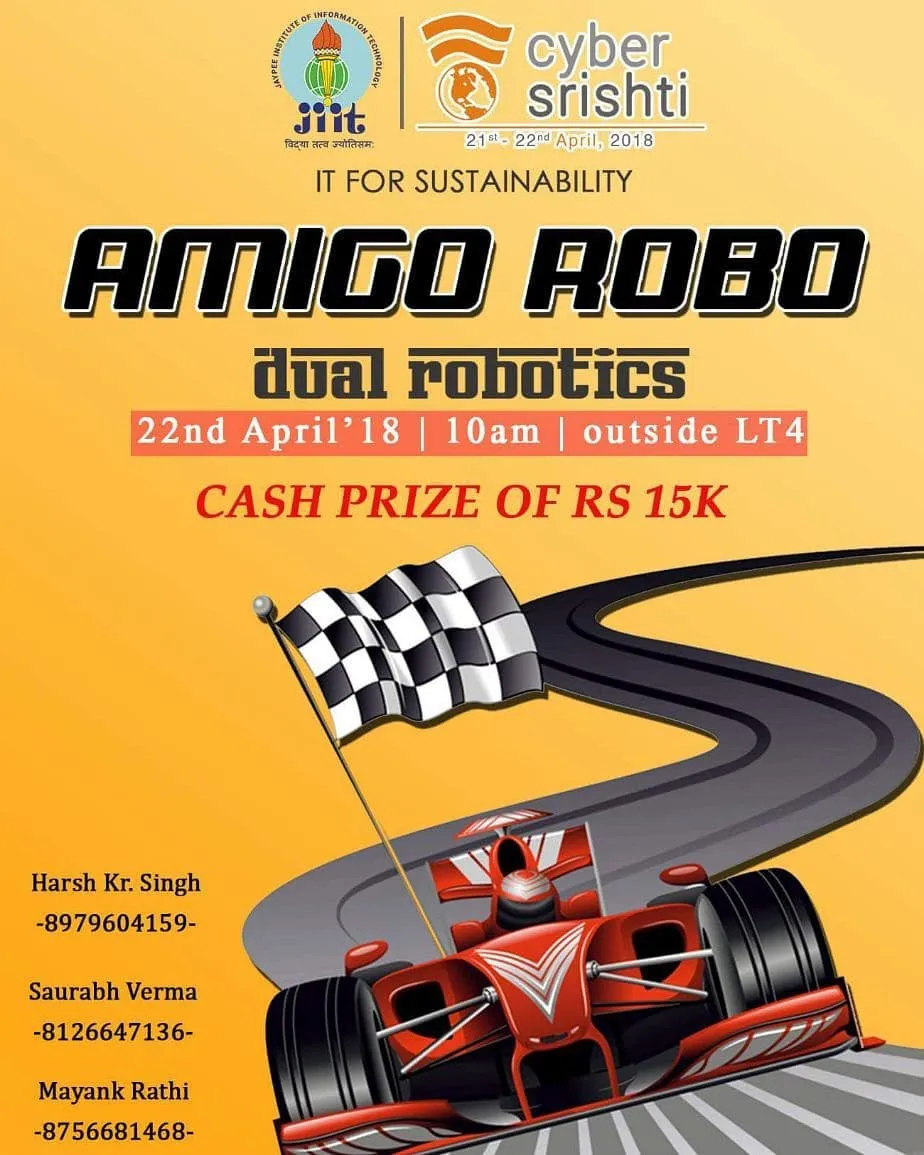 JAYPEE INSTITUTE OF INFORMATION TECHNOLOGY
jiit
विद्या तत्व ज्योतिसमः
cyber
srishti
21st - 22nd April, 2018
IT FOR SUSTAINABILITY
AMIGO ROBO
dual robotics
22nd April’18 | 10am | outside LT4
CASH PRIZE OF RS 15K
Harsh Kr. Singh
-8979604159-
Saurabh Verma
-8126647136-
Mayank Rathi
-8756681468-